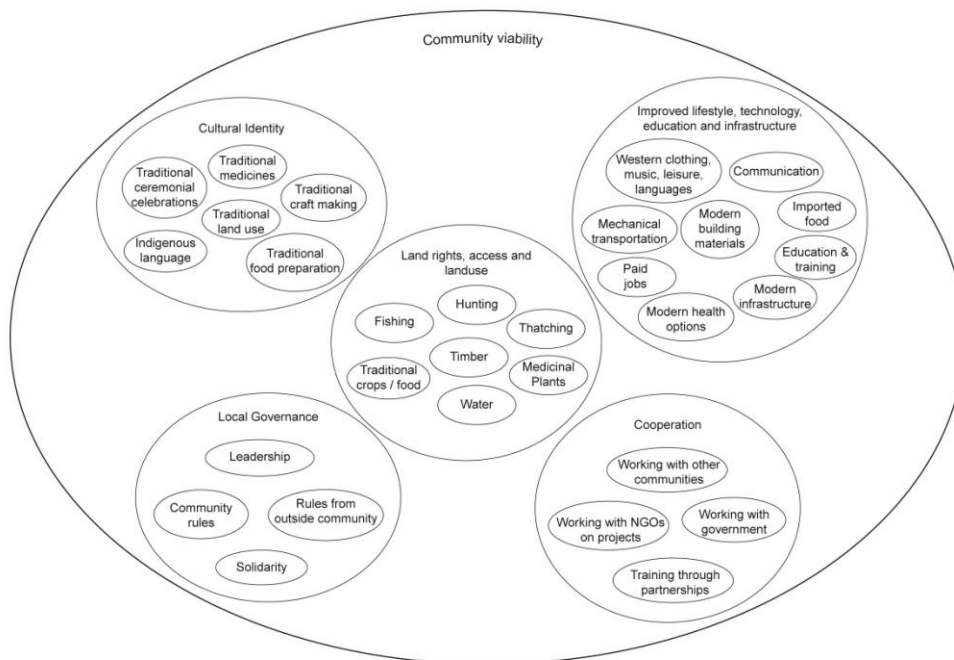 Community viability
Cultural Identity
Traditional
ceremonial
celebrations
Traditional
medicines
Traditional
craft making
Traditional
land use
Indigenous
language
Traditional
food preparation
Improved lifestyle, technology,
education and infrastructure
Western clothing,
music, leisure,
languages
Communication
Imported
food
Mechanical
transportation
Modern
building
materials
Education &
training
Paid
jobs
Modern
infrastructure
Modern health
options
Land rights, access and
landuse
Hunting
Fishing
Thatching
Timber
Traditional
crops / food
Medicinal
Plants
Water
Local Governance
Leadership
Community
rules
Rules from
outside community
Solidarity
Cooperation
Working with other
communities
Working with NGOs
on projects
Working with
government
Training through
partnerships